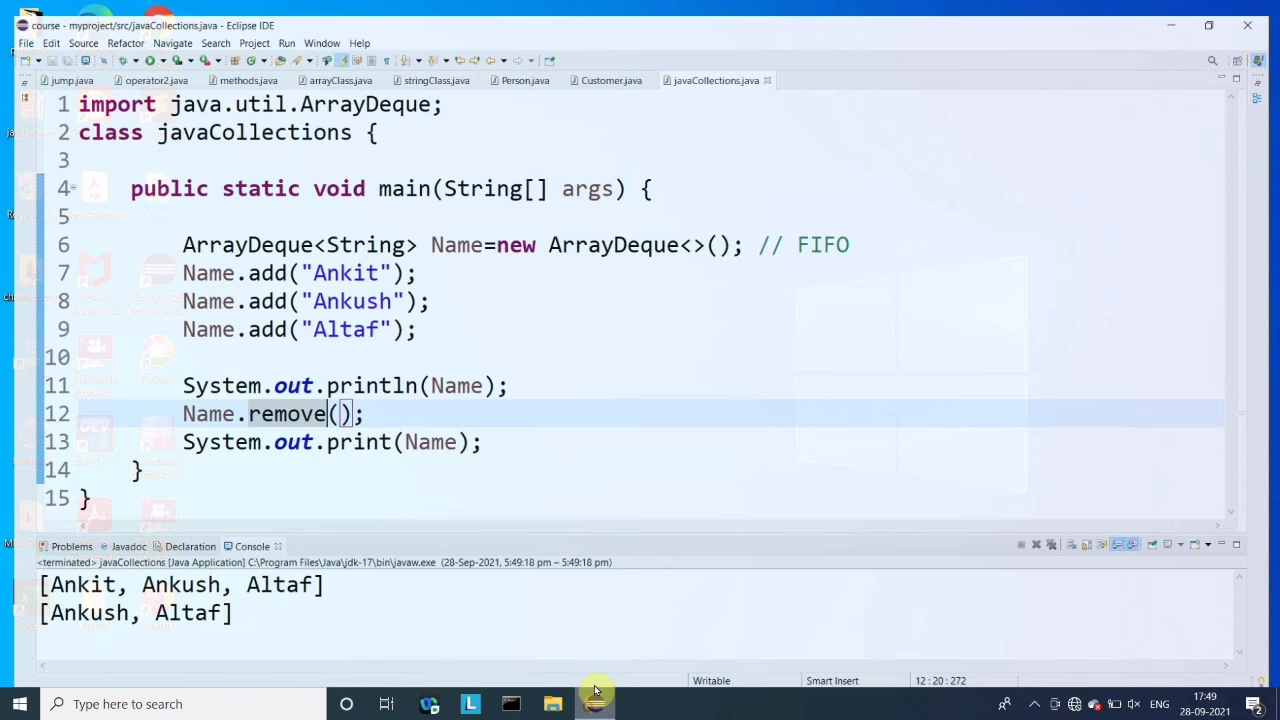 course - myproject/src/javaCollections.java - Eclipse IDE
File Edit Source Refactor Navigate Search Project Run Window Help
jump.java operator2.java methods.java arrayClass.java stringClass.java Person.java Customer.java javaCollections.java
1 import java.util.ArrayDeque;
2 class javaCollections {
3
4 public static void main(String[] args) {
5
6 ArrayDeque<String> Name=new ArrayDeque<>(); // FIFO
7 Name.add("Ankit");
8 Name.add("Ankush");
9 Name.add("Altaf");
10
11 System.out.println(Name);
12 Name.remove();
13 System.out.print(Name);
14 }
15 }
Problems @ Javadoc Declaration Console
<terminated> javaCollections [Java Application] C:\Program Files\Java\jdk-17\bin\javaw.exe (28-Sep-2021, 5:49:18 pm – 5:49:18 pm)
[Ankit, Ankush, Altaf]
[Ankush, Altaf]
Writable Smart Insert 12 : 20 : 272
Type here to search
ENG 17:49
28-09-2021
2